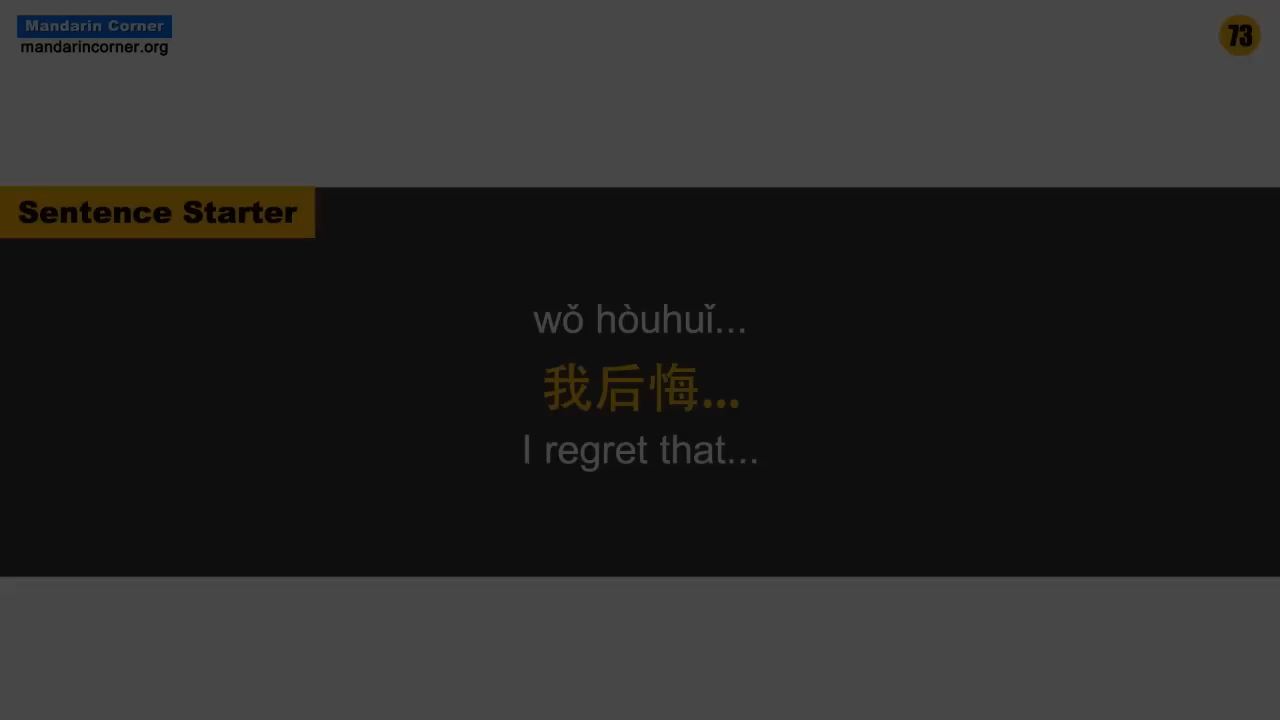 Mandarin Corner
mandarincorner.org
73
Sentence Starter
wǒ hòuhuǐ...
我后悔...
I regret that...